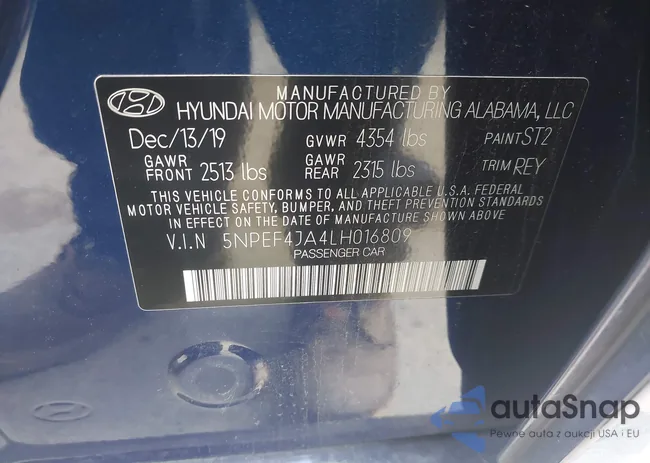 MANUFACTURED BY
HYUNDAI MOTOR MANUFACTURING ALABAMA, LLC
Dec/13/19 GVWR 4354 lbs PAINT ST2
GAWR FRONT 2513 lbs GAWR REAR 2315 lbs TRIM REY
THIS VEHICLE CONFORMS TO ALL APPLICABLE U.S.A. FEDERAL
MOTOR VEHICLE SAFETY, BUMPER, AND THEFT PREVENTION STANDARDS
IN EFFECT ON THE DATE OF MANUFACTURE SHOWN ABOVE
V.I.N 5NPEF4JA4LH016809
PASSENGER CAR
autoSnap
Pewne auta z aukcji USA i EU